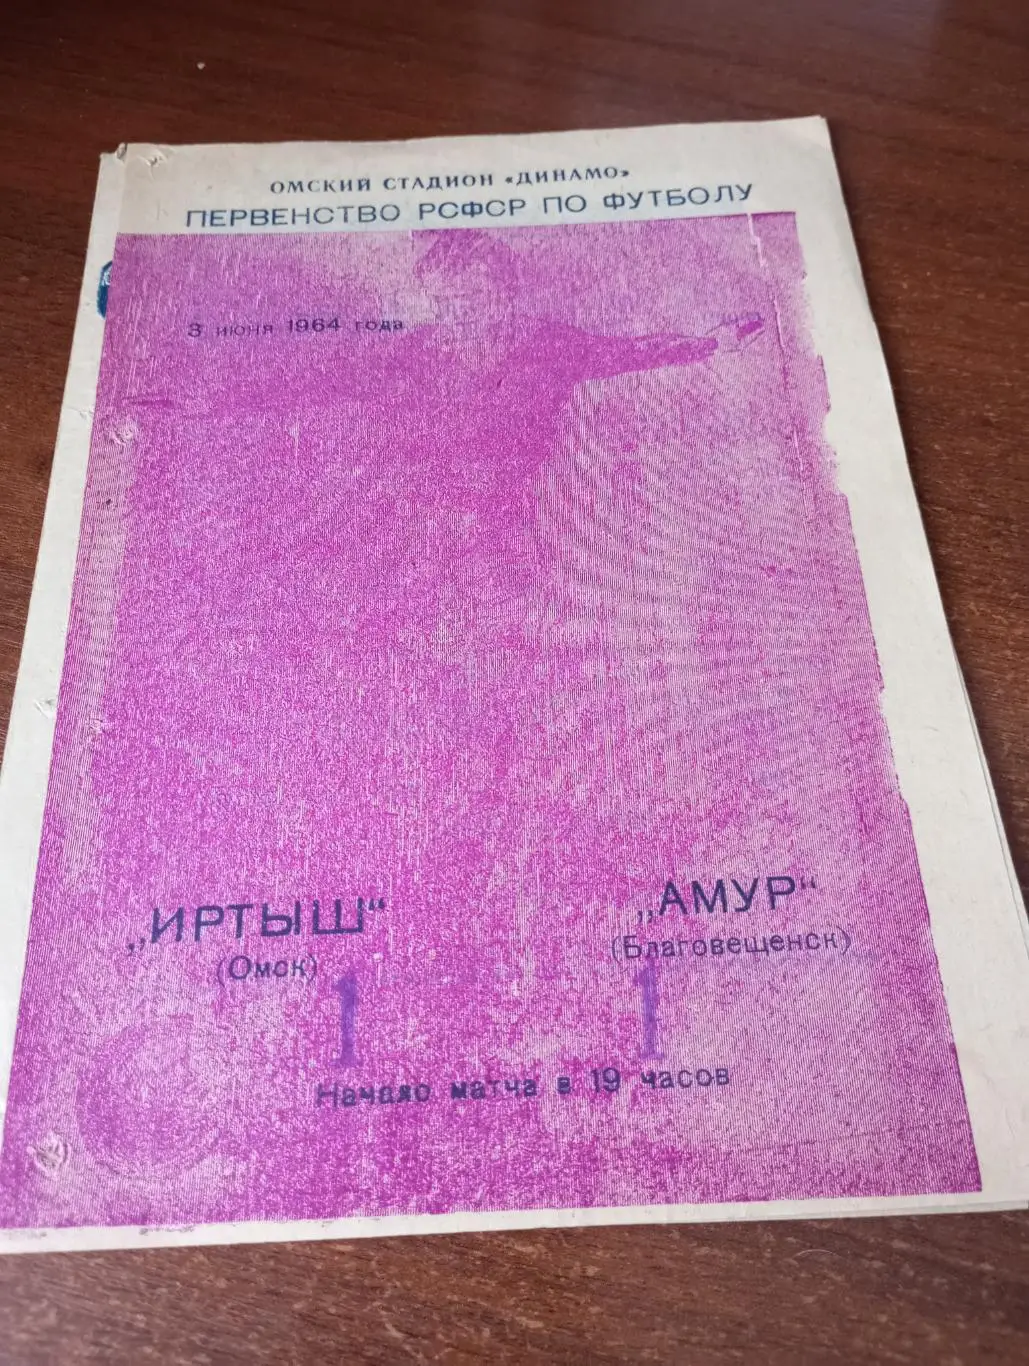 ОМСКИЙ СТАДИОН «ДИНАМО»
ПЕРВЕНСТВО РСФСР ПО ФУТБОЛУ
3 июня 1964 года
„ИРТЫШ“ „АМУР“
(Омск) (Благовещенск)
1 1
Начало матча в 19 часов